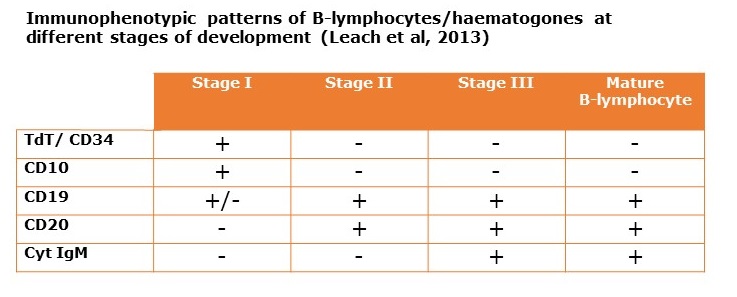 Immunophenotypic patterns of B-lymphocytes/haematogones at
different stages of development (Leach et al, 2013)
Stage I Stage II Stage III Mature
B-lymphocyte
TdT/ CD34 + - - -
CD10 + - - -
CD19 +/- + + +
CD20 - + + +
Cyt IgM - - + +